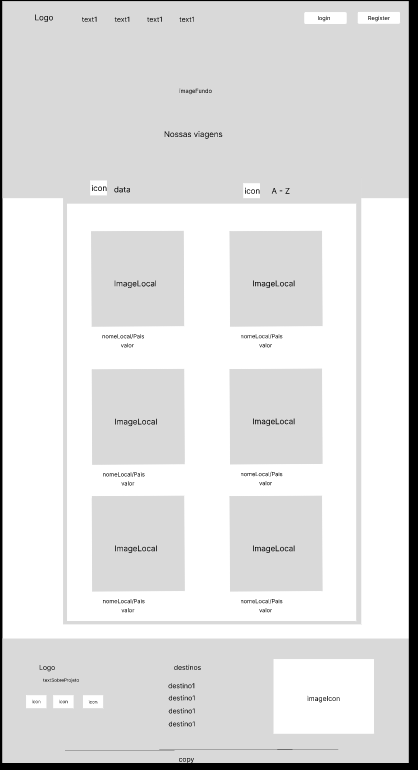 Logo text1 text1 text1 text1 login Register
ImageFundo
Nossas viagens
icon data icon A - Z
ImageLocal ImageLocal
nomeLocal/Pais nomeLocal/Pais
valor valor
ImageLocal ImageLocal
nomeLocal/Pais nomeLocal/Pais
valor valor
ImageLocal ImageLocal
nomeLocal/Pais nomeLocal/Pais
valor valor
Logo
textSobreProjeto
icon icon icon
destinos
destino1
destino1
destino1
destino1
imageIcon
copy